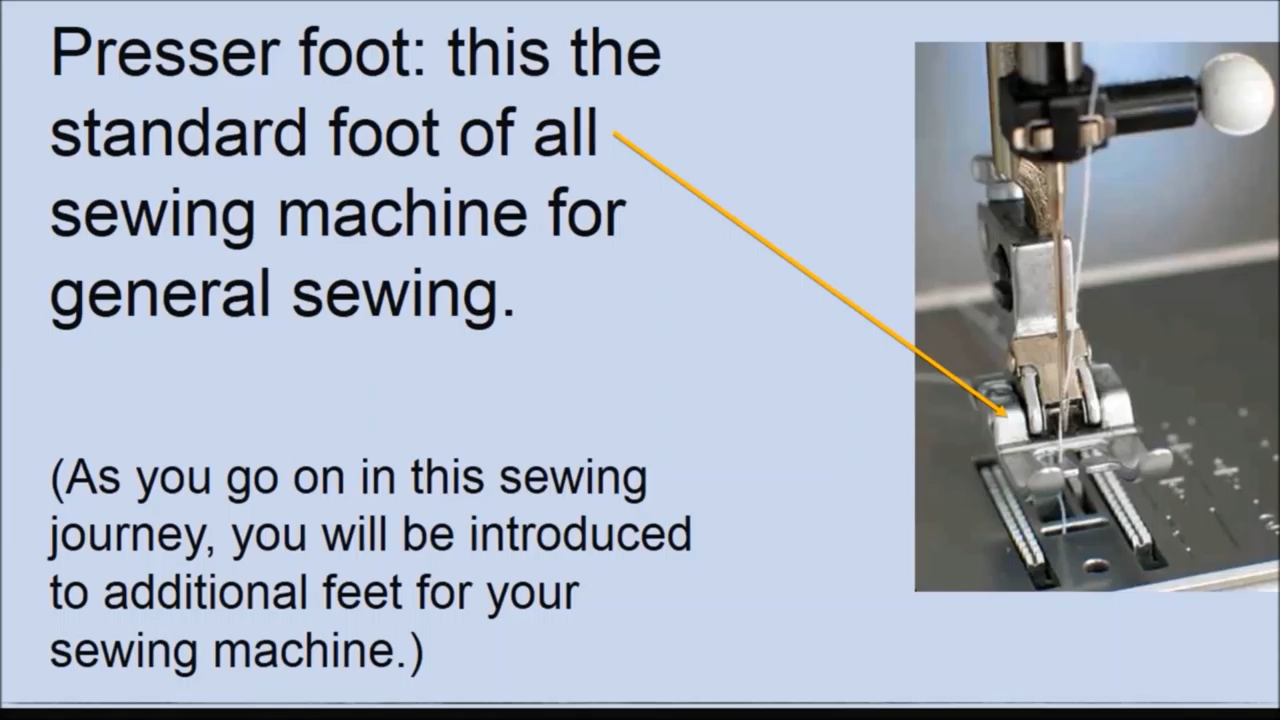 Presser foot: this the
standard foot of all
sewing machine for
general sewing.
(As you go on in this sewing
journey, you will be introduced
to additional feet for your
sewing machine.)